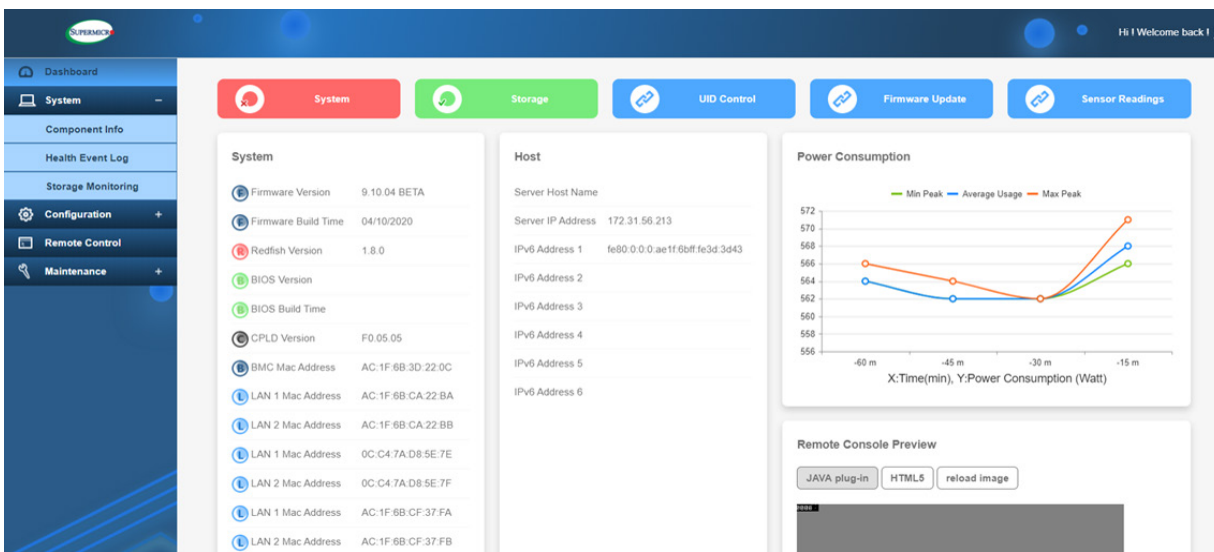 SUPERMICR
Hi ! Welcome back !
Dashboard
System −
Component Info
Health Event Log
Storage Monitoring
Configuration +
Remote Control
Maintenance +
System
Storage
UID Control
Firmware Update
Sensor Readings
System
F Firmware Version 9.10.04 BETA
F Firmware Build Time 04/10/2020
R Redfish Version 1.8.0
B BIOS Version
B BIOS Build Time
C CPLD Version F0.05.05
B BMC Mac Address AC:1F:6B:3D:22:0C
L LAN 1 Mac Address AC:1F:6B:CA:22:BA
L LAN 2 Mac Address AC:1F:6B:CA:22:BB
L LAN 1 Mac Address 0C:C4:7A:D8:5E:7E
L LAN 2 Mac Address 0C:C4:7A:D8:5E:7F
L LAN 1 Mac Address AC:1F:6B:CF:37:FA
L LAN 2 Mac Address AC:1F:6B:CF:37:FB
Host
Server Host Name
Server IP Address 172.31.56.213
IPv6 Address 1 fe80:0:0:0:ae1f:6bff:fe3d:3d43
IPv6 Address 2
IPv6 Address 3
IPv6 Address 4
IPv6 Address 5
IPv6 Address 6
Power Consumption
Min Peak Average Usage Max Peak
572
570
568
566
564
562
560
558
556
-60 m -45 m -30 m -15 m
X:Time(min), Y:Power Consumption (Watt)
Remote Console Preview
JAVA plug-in HTML5 reload image